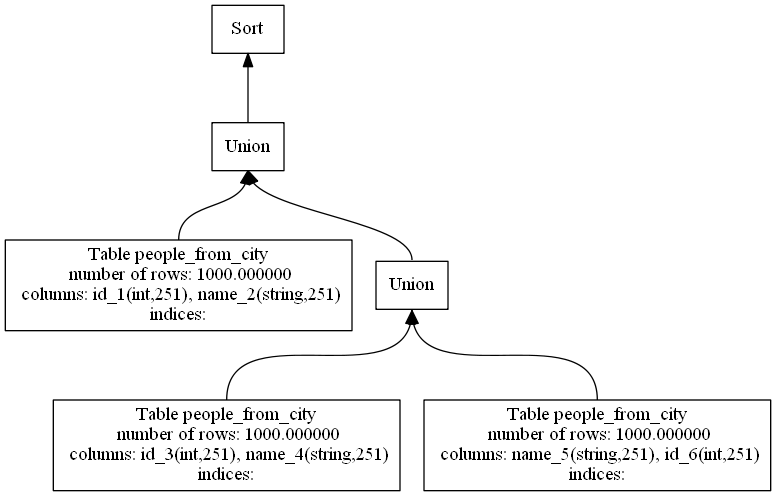 Sort
Union
Table people_from_city
number of rows: 1000.000000
columns: id_1(int,251), name_2(string,251)
indices:
Union
Table people_from_city
number of rows: 1000.000000
columns: id_3(int,251), name_4(string,251)
indices:
Table people_from_city
number of rows: 1000.000000
columns: name_5(string,251), id_6(int,251)
indices: